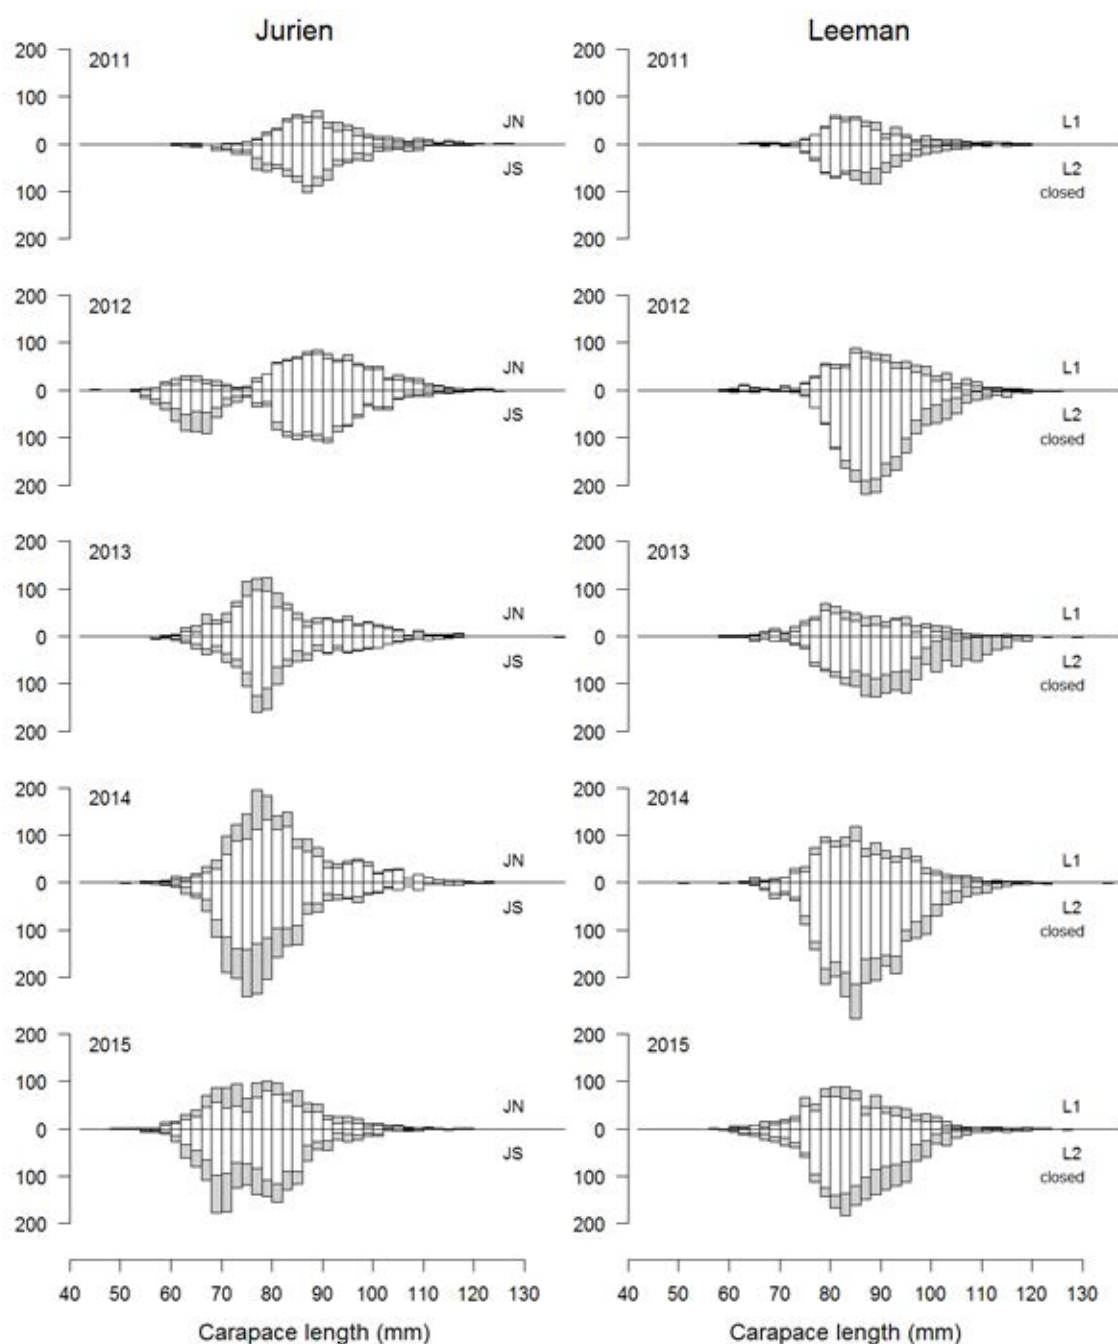 Jurien Leeman
200 2011 200 2011
100 JN 100 L1
0 0
100 JS 100 L2
closed
200 200
200 2012 200 2012
100 JN 100 L1
0 0
100 JS 100 L2
closed
200 200
200 2013 200 2013
100 JN 100 L1
0 0
100 JS 100 L2
closed
200 200
200 2014 200 2014
100 JN 100 L1
0 0
100 JS 100 L2
closed
200 200
200 2015 200 2015
100 JN 100 L1
0 0
100 JS 100 L2
closed
200 200
40 50 60 70 80 90 100 110 120 130 40 50 60 70 80 90 100 110 120 130
Carapace length (mm) Carapace length (mm)